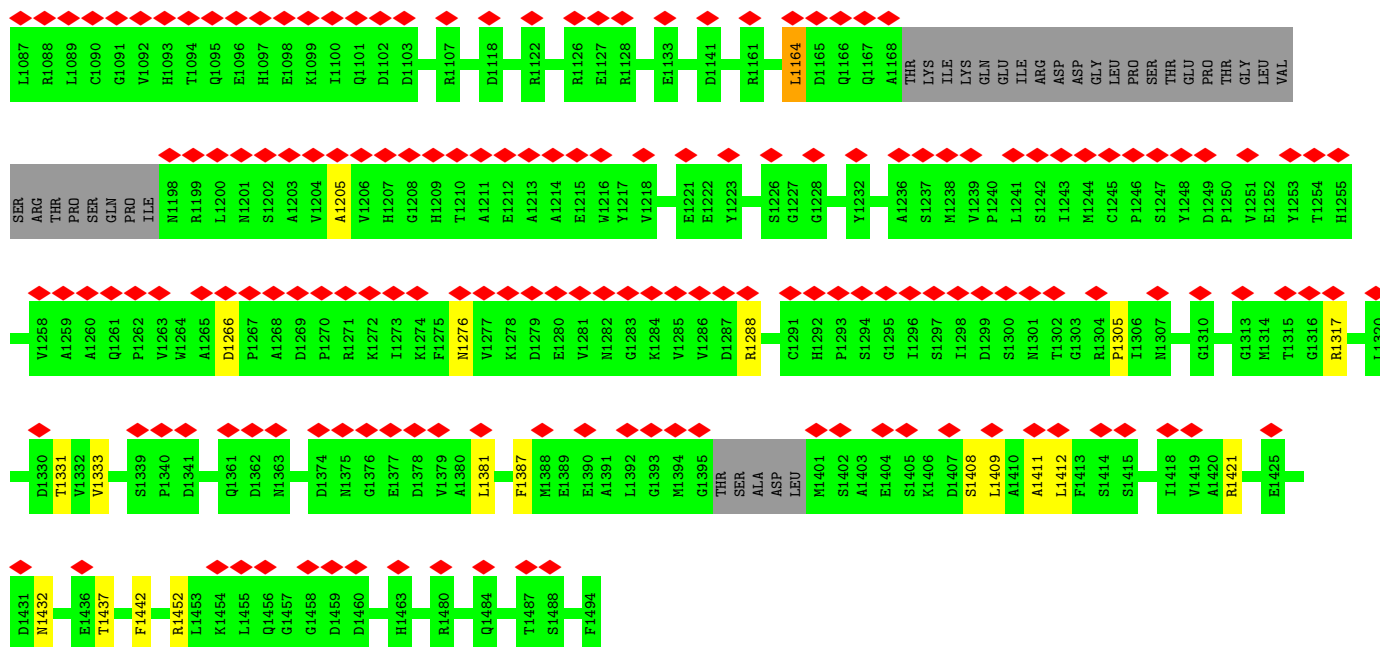 L1087 R1088 L1089 C1090 G1091 V1092 H1093 T1094 Q1095 E1096 H1097 E1098 K1099 I1100 Q1101 D1102 D1103 R1107 D1118 R1122 R1126 E1127 R1128 E1133 D1141 R1161 L1164 D1165 Q1166 Q1167 A1168 THR LYS ILE LYS GLN GLU ILE ARG ASP ASP GLY LEU PRO SER THR GLU PRO THR GLY LEU VAL
SER ARG THR PRO SER GLN PRO ILE N1198 R1199 L1200 N1201 S1202 A1203 V1204 A1205 V1206 H1207 G1208 H1209 T1210 A1211 E1212 A1213 A1214 E1215 W1216 Y1217 V1218 E1221 E1222 Y1223 S1226 G1227 G1228 Y1232 A1236 S1237 M1238 V1239 P1240 L1241 S1242 I1243 M1244 C1245 P1246 S1247 Y1248 D1249 P1250 V1251 E1252 Y1253 T1254 H1255
V1258 A1259 A1260 Q1261 P1262 V1263 W1264 A1265 D1266 P1267 A1268 D1269 P1270 R1271 K1272 I1273 K1274 F1275 N1276 V1277 K1278 D1279 E1280 V1281 N1282 G1283 K1284 V1285 V1286 D1287 R1288 C1291 H1292 P1293 S1294 G1295 I1296 S1297 I1298 D1299 S1300 N1301 T1302 G1303 R1304 P1305 I1306 N1307 G1310 G1313 M1314 T1315 G1316 R1317
D1330 T1331 V1332 V1333 S1339 P1340 D1341 Q1361 D1362 N1363 D1374 N1375 G1376 E1377 D1378 V1379 A1380 L1381 F1387 M1388 E1389 E1390 A1391 L1392 G1393 M1394 G1395 THR SER ALA ASP LEU M1401 S1402 A1403 E1404 S1405 K1406 D1407 S1408 L1409 A1410 A1411 L1412 F1413 S1414 S1415 I1418 V1419 A1420 R1421 E1425
D1431 N1432 E1436 T1437 F1442 R1452 L1453 K1454 L1455 Q1456 G1457 G1458 D1459 D1460 H1463 R1480 Q1484 T1487 S1488 F1494